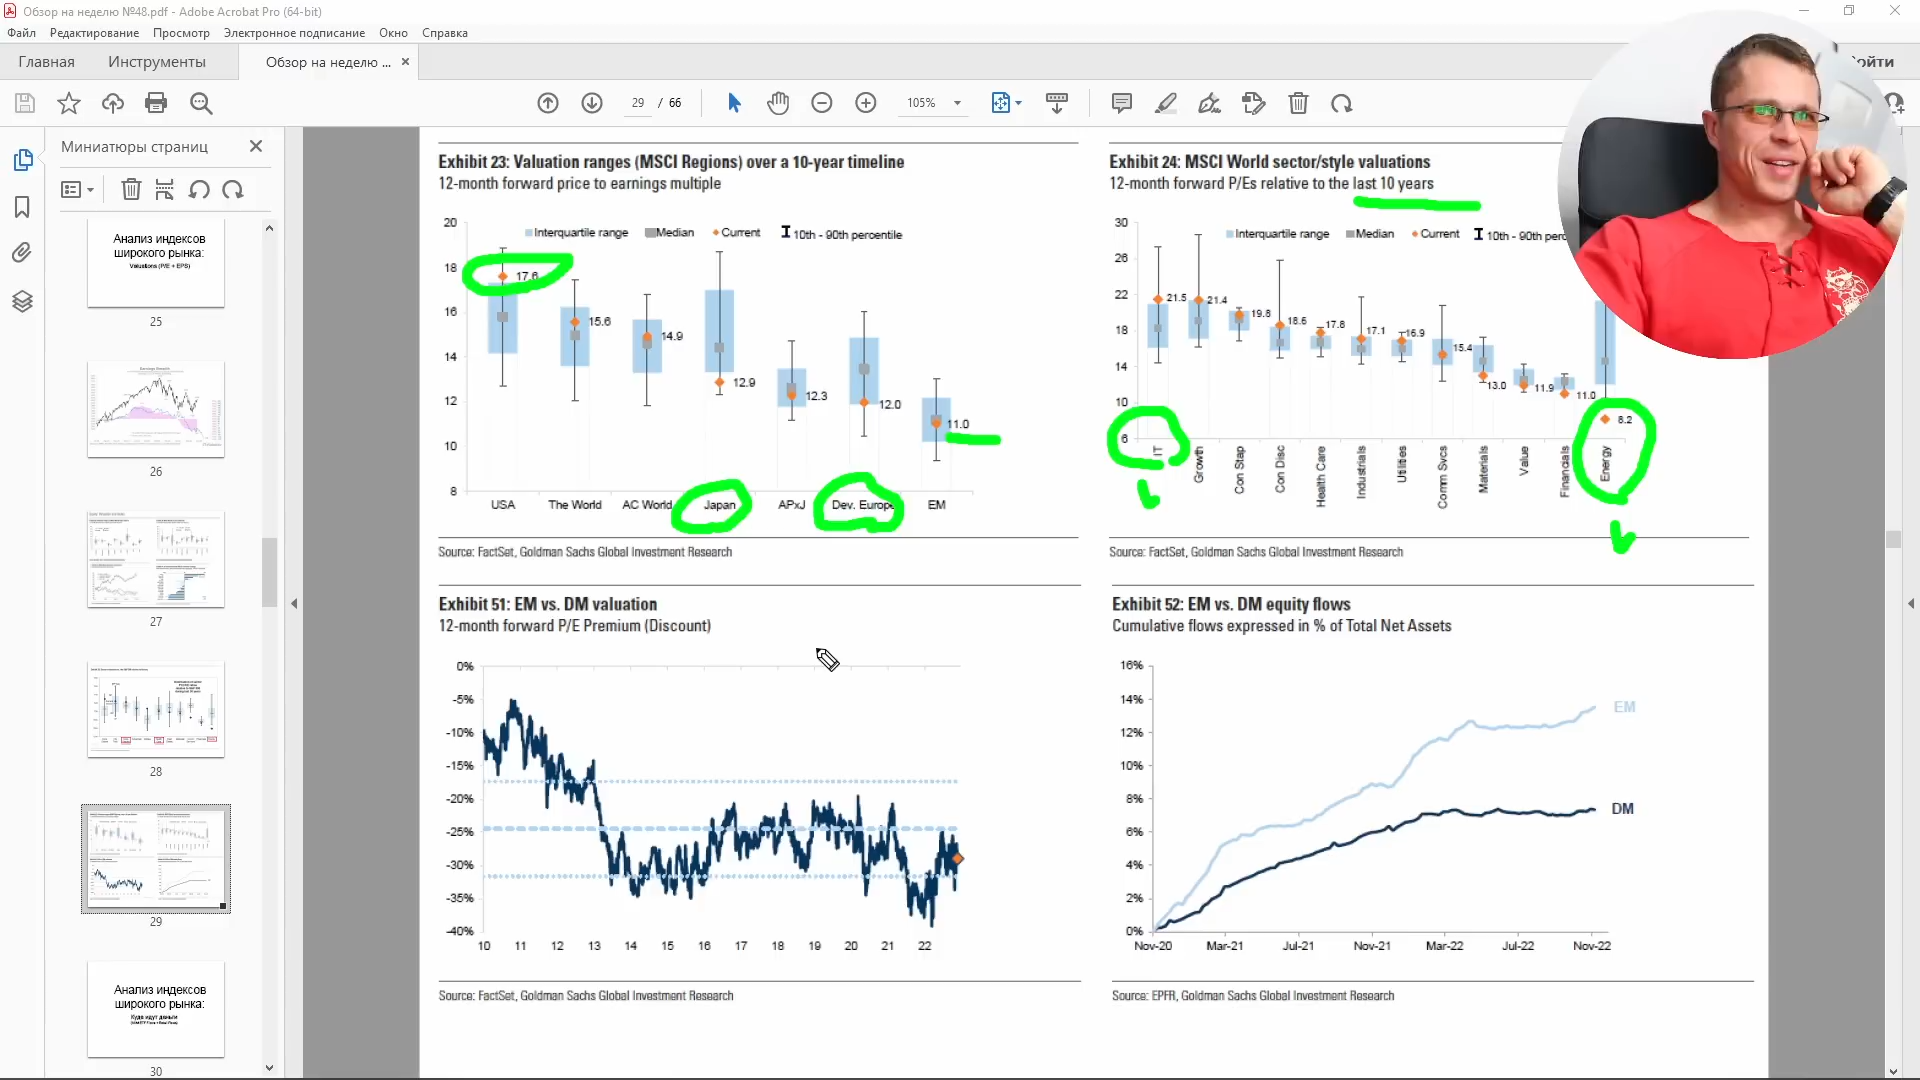 Обзор на неделю №48.pdf - Adobe Acrobat Pro (64-bit)
Файл Редактирование Просмотр Электронное подписание Окно Справка
Главная Инструменты Обзор на неделю ... ×
29 / 66 105%
Миниатюры страниц
Анализ индексов
широкого рынка:
Valuations (P/E + EPS)
25
26
27
28
29
Анализ индексов
широкого рынка:
Куда идут деньги
30
Exhibit 23: Valuation ranges (MSCI Regions) over a 10-year timeline
12-month forward price to earnings multiple
Interquartile range Median Current 10th - 90th percentile
20
18
16
14
12
10
8
17.6
15.6
14.9
12.9
12.3
12.0
11.0
USA The World AC World Japan APxJ Dev. Europe EM
Source: FactSet, Goldman Sachs Global Investment Research
Exhibit 24: MSCI World sector/style valuations
12-month forward P/Es relative to the last 10 years
Interquartile range Median Current 10th - 90th perc
30
26
22
18
14
10
6
21.5
21.4
19.8
18.6
17.8
17.1
16.9
15.4
13.0
11.9
11.0
8.2
IT Growth Con Stap Con Disc Health Care Industrials Utilities Comm Svcs Materials Value Financials Energy
Source: FactSet, Goldman Sachs Global Investment Research
Exhibit 51: EM vs. DM valuation
12-month forward P/E Premium (Discount)
0%
-5%
-10%
-15%
-20%
-25%
-30%
-35%
-40%
10 11 12 13 14 15 16 17 18 19 20 21 22
Source: FactSet, Goldman Sachs Global Investment Research
Exhibit 52: EM vs. DM equity flows
Cumulative flows expressed in % of Total Net Assets
16%
14%
12%
10%
8%
6%
4%
2%
0%
EM
DM
Nov-20 Mar-21 Jul-21 Nov-21 Mar-22 Jul-22 Nov-22
Source: EPFR, Goldman Sachs Global Investment Research